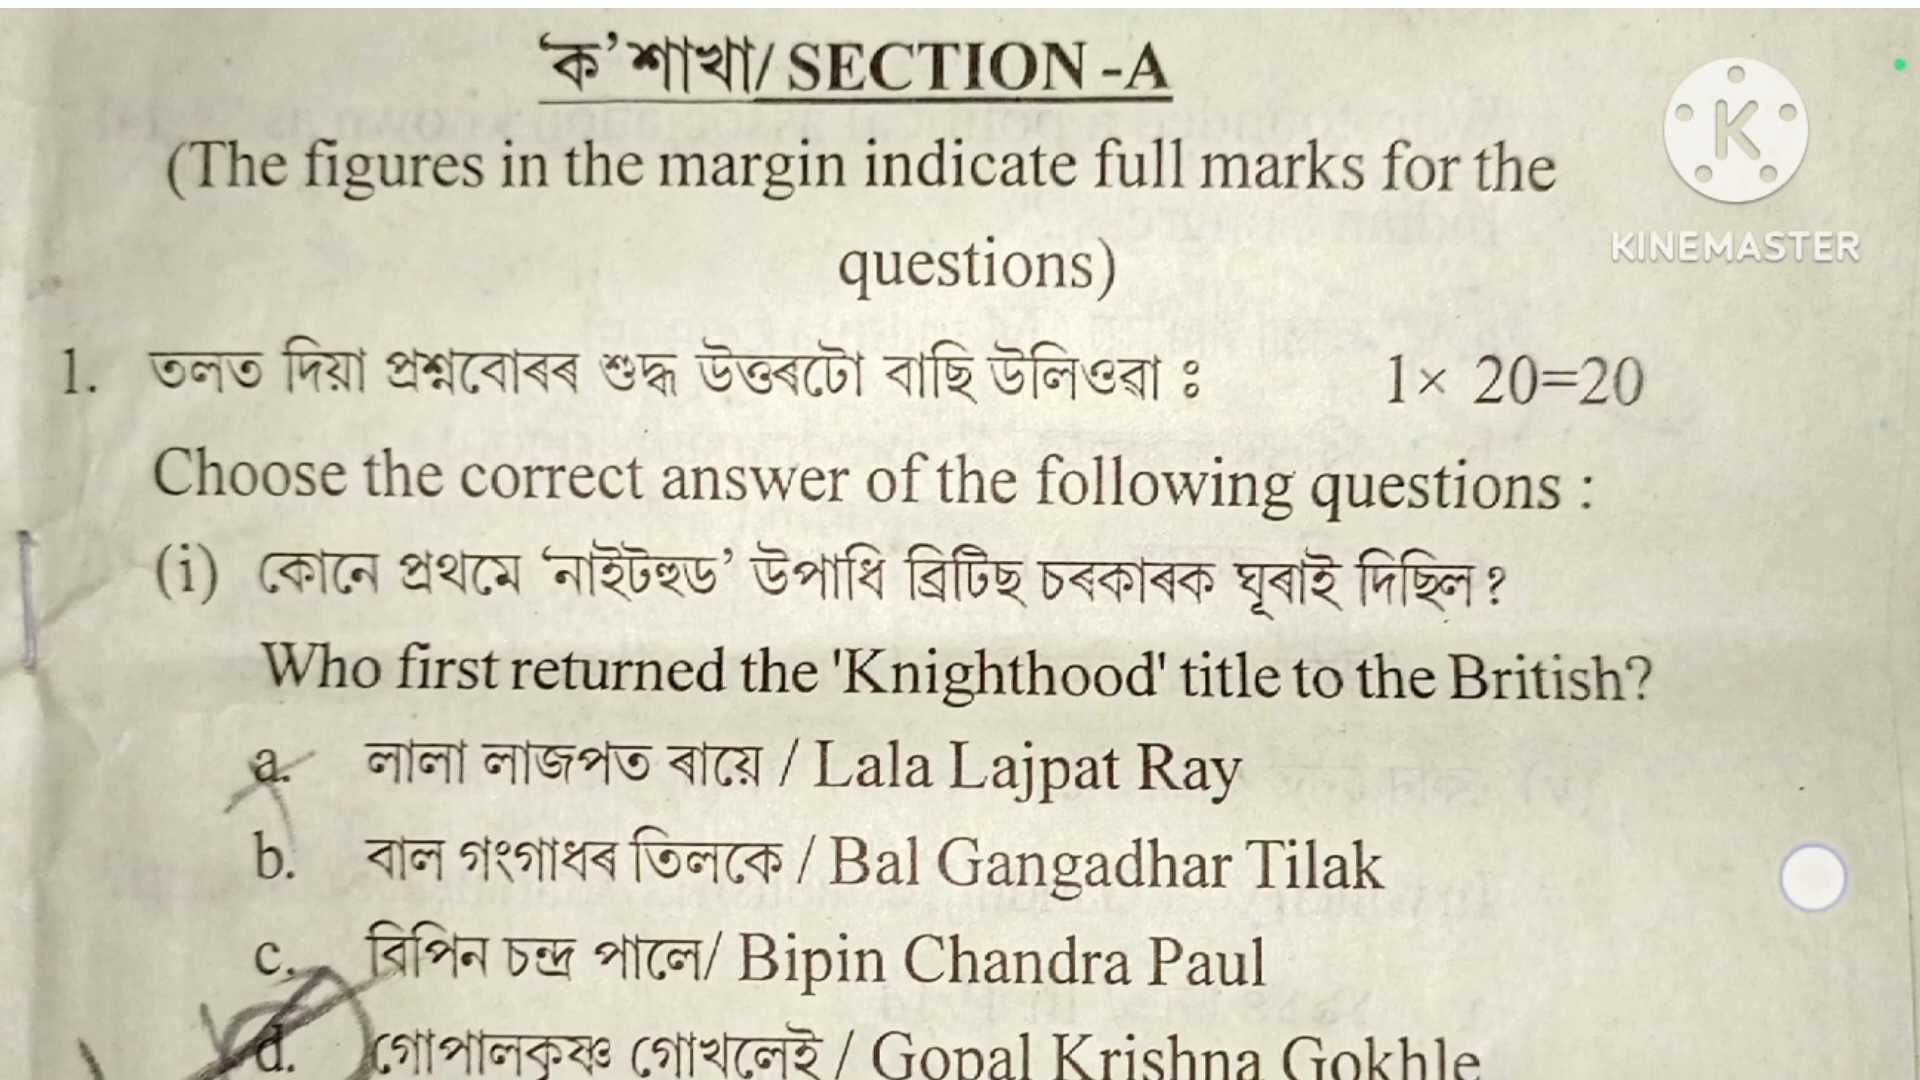 ‘ক’ শাখা/ SECTION -A
(The figures in the margin indicate full marks for the
questions)
K
KINEMASTER
1. তলত দিয়া প্ৰশ্নবোৰৰ শুদ্ধ উত্তৰটো বাছি উলিওৱা ঃ 1× 20=20
Choose the correct answer of the following questions :
(i) কোনে প্ৰথমে ‘নাইটহুড’ উপাধি ব্ৰিটিছ চৰকাৰক ঘূৰাই দিছিল ?
Who first returned the 'Knighthood' title to the British?
a. লালা লাজপত ৰায়ে / Lala Lajpat Ray
b. বাল গংগাধৰ তিলকে / Bal Gangadhar Tilak
c. বিপিন চন্দ্ৰ পালে/ Bipin Chandra Paul
d. গোপালকৃষ্ণ গোখলেই / Gopal Krishna Gokhle